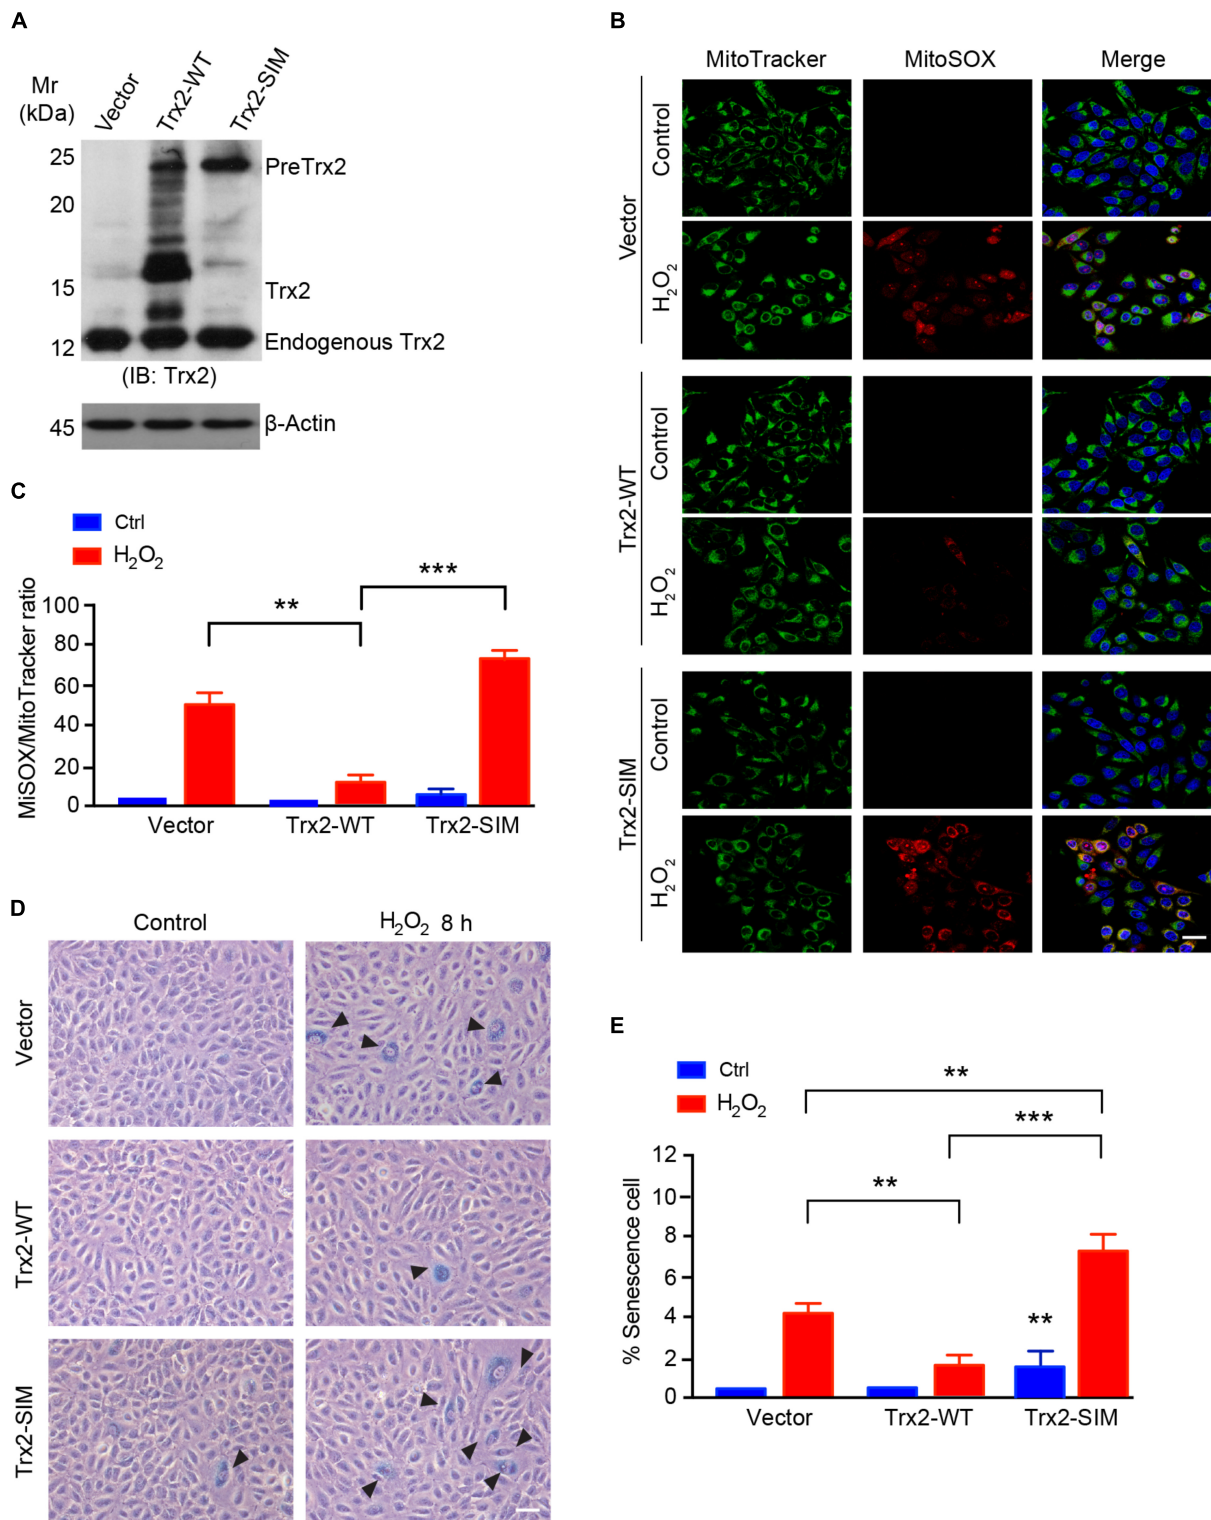 A
Mr
(kDa)
Vector
Trx2-WT
Trx2-SIM
25
20
15
12
PreTrx2
Trx2
Endogenous Trx2
(IB: Trx2)
45
β-Actin
B
MitoTracker
MitoSOX
Merge
Vector
Control
H2O2
Trx2-WT
Control
H2O2
Trx2-SIM
Control
H2O2
C
Ctrl
H2O2
MiSOX/MitoTracker ratio
100
80
60
40
20
0
**
***
Vector
Trx2-WT
Trx2-SIM
D
Control
H2O2 8 h
Vector
Trx2-WT
Trx2-SIM
E
Ctrl
H2O2
% Senescence cell
12
10
8
6
4
2
0
**
***
**
**
Vector
Trx2-WT
Trx2-SIM